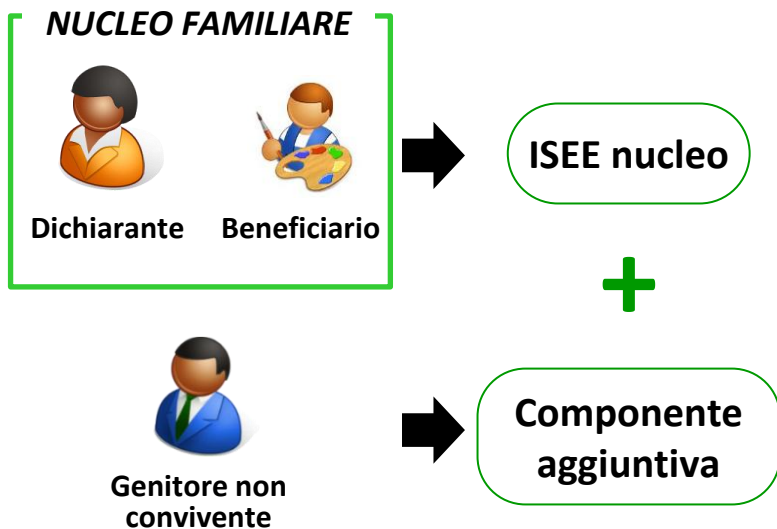 NUCLEO FAMILIARE
Dichiarante
Beneficiario
ISEE nucleo
+
Genitore non
convivente
Componente
aggiuntiva